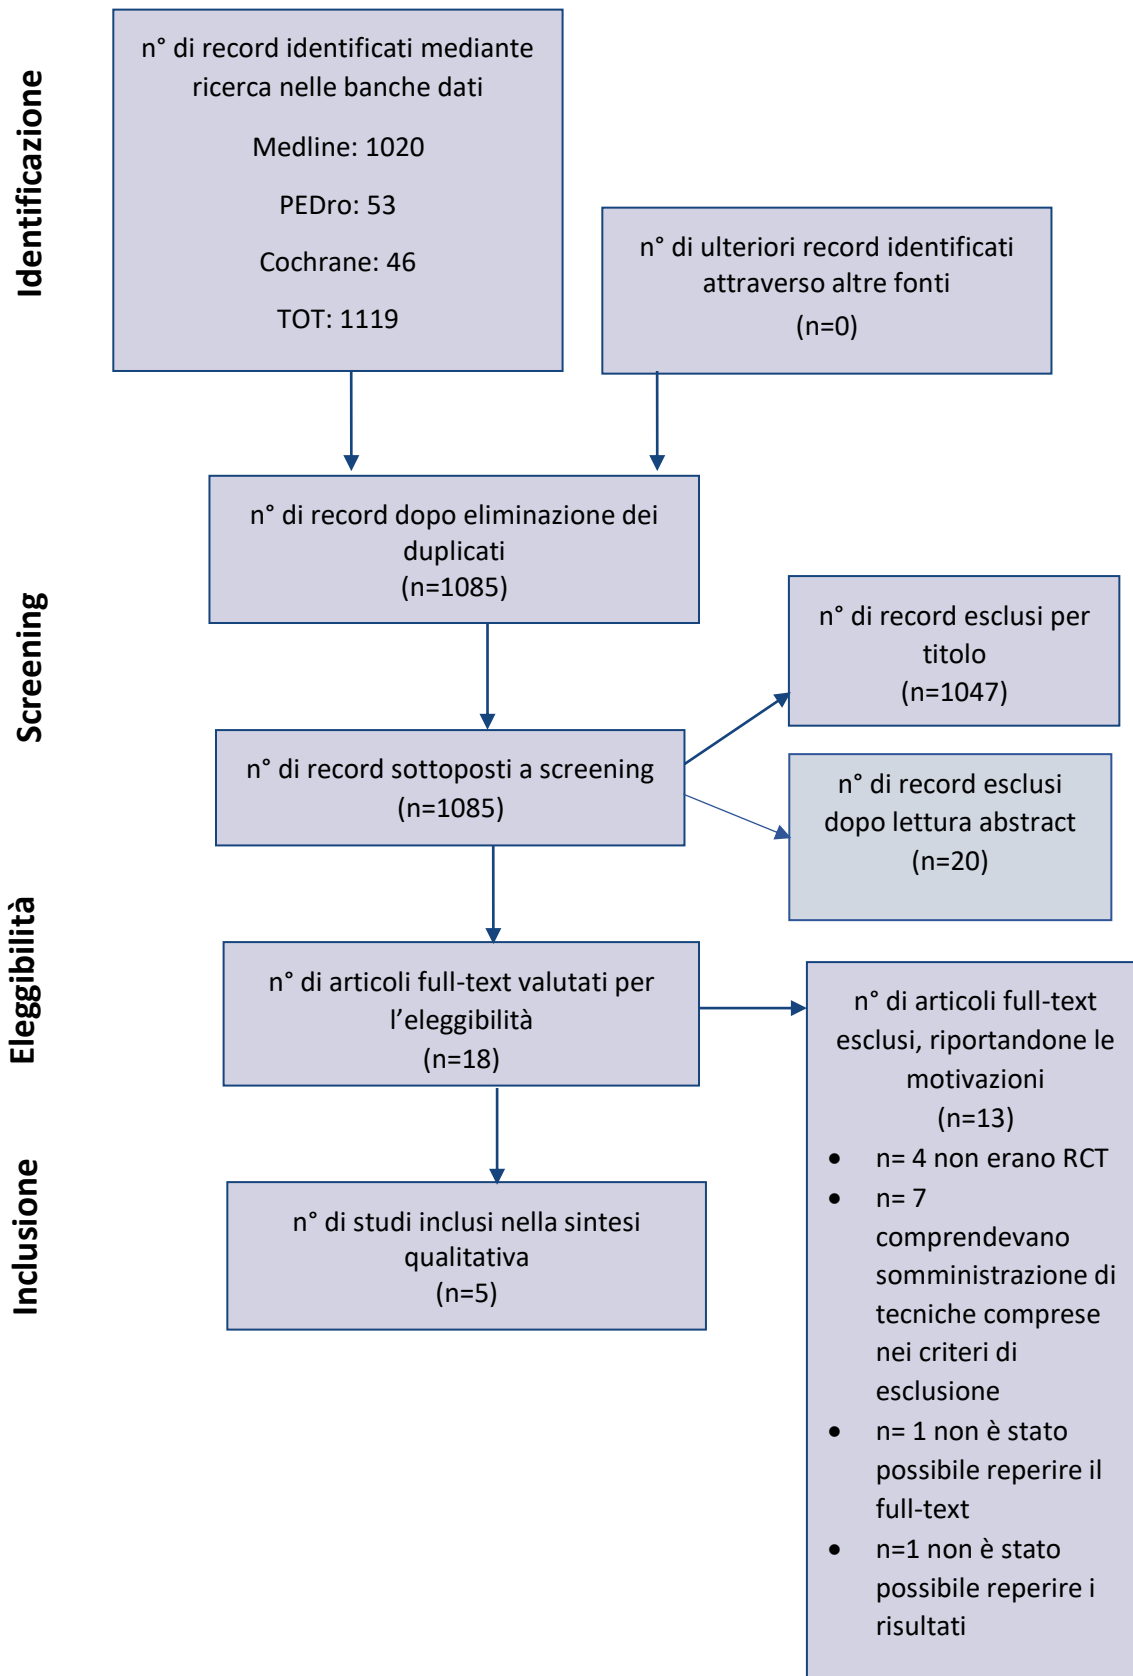 Identificazione
n° di record identificati mediante
ricerca nelle banche dati
Medline: 1020
PEDro: 53
Cochrane: 46
TOT: 1119
n° di ulteriori record identificati
attraverso altre fonti
(n=0)
Screening
n° di record dopo eliminazione dei
duplicati
(n=1085)
n° di record esclusi per
titolo
(n=1047)
n° di record sottoposti a screening
(n=1085)
n° di record esclusi
dopo lettura abstract
(n=20)
Eleggibilità
n° di articoli full-text valutati per
l’eleggibilità
(n=18)
n° di articoli full-text
esclusi, riportandone le
motivazioni
(n=13)
• n= 4 non erano RCT
• n= 7
comprendevano
somministrazione di
tecniche comprese
nei criteri di
esclusione
• n= 1 non è stato
possibile reperire il
full-text
• n=1 non è stato
possibile reperire i
risultati
Inclusione
n° di studi inclusi nella sintesi
qualitativa
(n=5)